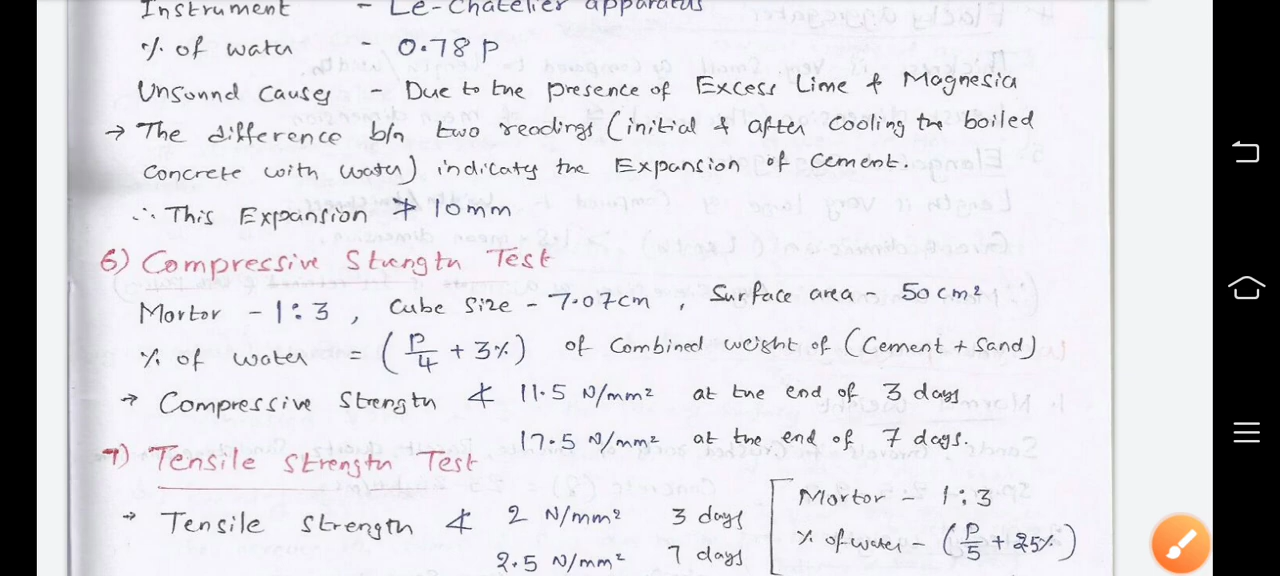 Instrument - Le-Chatelier apparatus
% of water - 0.78 P
Unsound causes - Due to the presence of Excess Lime & Magnesia
→ The difference b/n two readings (initial & after cooling the boiled
concrete with water) indicates the Expansion of cement.
∴ This Expansion ≯ 10mm
6) Compressive Strength Test
Mortor - 1:3, Cube size - 7.07cm, Surface area - 50 cm²
% of water = (P/4 + 3%) of combined weight of (Cement + Sand)
→ Compressive strength ≮ 11.5 N/mm² at the end of 3 days
17.5 N/mm² at the end of 7 days.
7) Tensile Strength Test
→ Tensile strength ≮ 2 N/mm² 3 days
2.5 N/mm² 7 days
Mortor - 1:3
% of water - (P/5 + 2.5%)